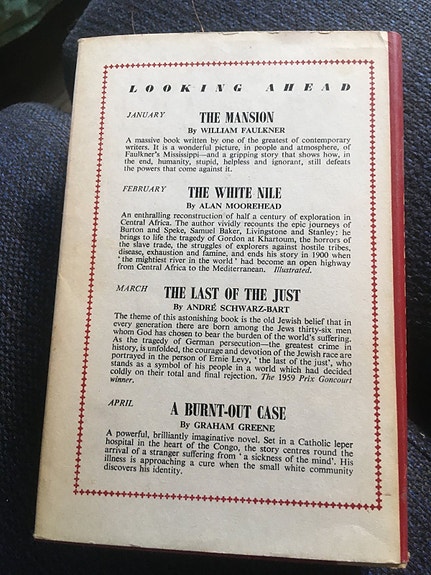 LOOKING AHEAD
JANUARY
THE MANSION
By WILLIAM FAULKNER
A massive book written by one of the greatest of contemporary
writers. It is a wonderful picture, in people and atmosphere, of
Faulkner's Mississippi—and a gripping story that shows how, in
the end, humanity, stupid, helpless and ignorant, still defeats
the powers that come against it.
FEBRUARY
THE WHITE NILE
By ALAN MOOREHEAD
An enthralling reconstruction of half a century of exploration in
Central Africa. The author vividly recounts the epic journeys of
Burton and Speke, Samuel Baker, Livingstone and Stanley: he
brings to life the tragedy of Gordon at Khartoum, the horrors of
the slave trade, the struggles of explorers against hostile tribes,
disease, exhaustion and famine, and ends his story in 1900 when
'the mightiest river in the world' had become an open highway
from Central Africa to the Mediterranean. Illustrated.
MARCH
THE LAST OF THE JUST
By ANDRÉ SCHWARZ-BART
The theme of this astonishing book is the old Jewish belief that in
every generation there are born among the Jews thirty-six men
whom God has chosen to bear the burden of the world's suffering.
As the tragedy of German persecution—the greatest crime in
history, is unfolded, the courage and devotion of the Jewish race are
portrayed in the person of Ernie Levy, 'the last of the just', who
stands as a symbol of his people in a world which had decided
coldly on their total and final rejection. The 1959 Prix Goncourt
winner.
APRIL
A BURNT-OUT CASE
By GRAHAM GREENE
A powerful, brilliantly imaginative novel. Set in a Catholic leper
hospital in the heart of the Congo, the story centres round the
arrival of a stranger suffering from 'a sickness of the mind'. His
illness is approaching a cure when the small white community
discovers his identity.